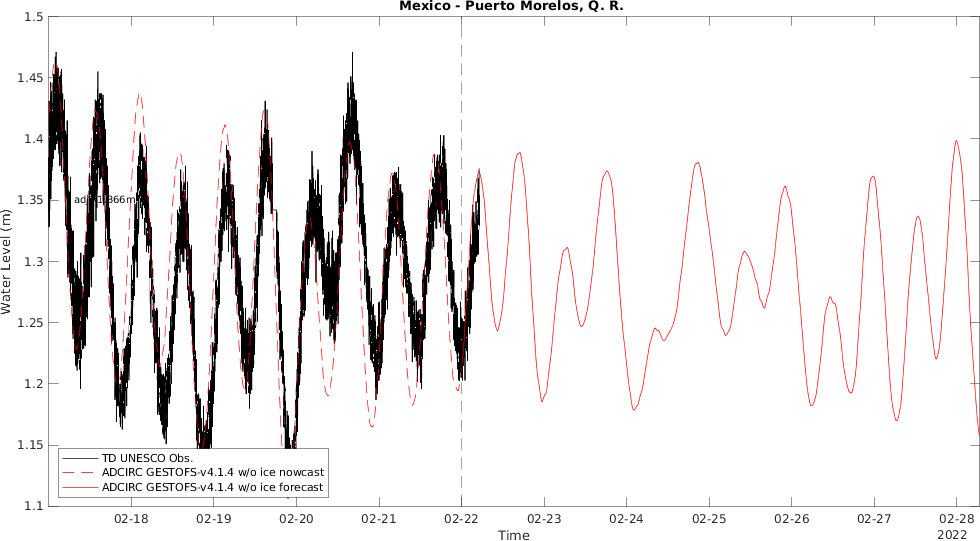 Mexico - Puerto Morelos, Q. R.
1.5
1.45
1.4
1.35
1.3
1.25
1.2
1.15
1.1
Water Level (m)
TD UNESCO Obs.
ADCIRC GESTOFS-v4.1.4 w/o ice nowcast
ADCIRC GESTOFS-v4.1.4 w/o ice forecast
02-18 02-19 02-20 02-21 02-22 02-23 02-24 02-25 02-26 02-27 02-28
Time
2022